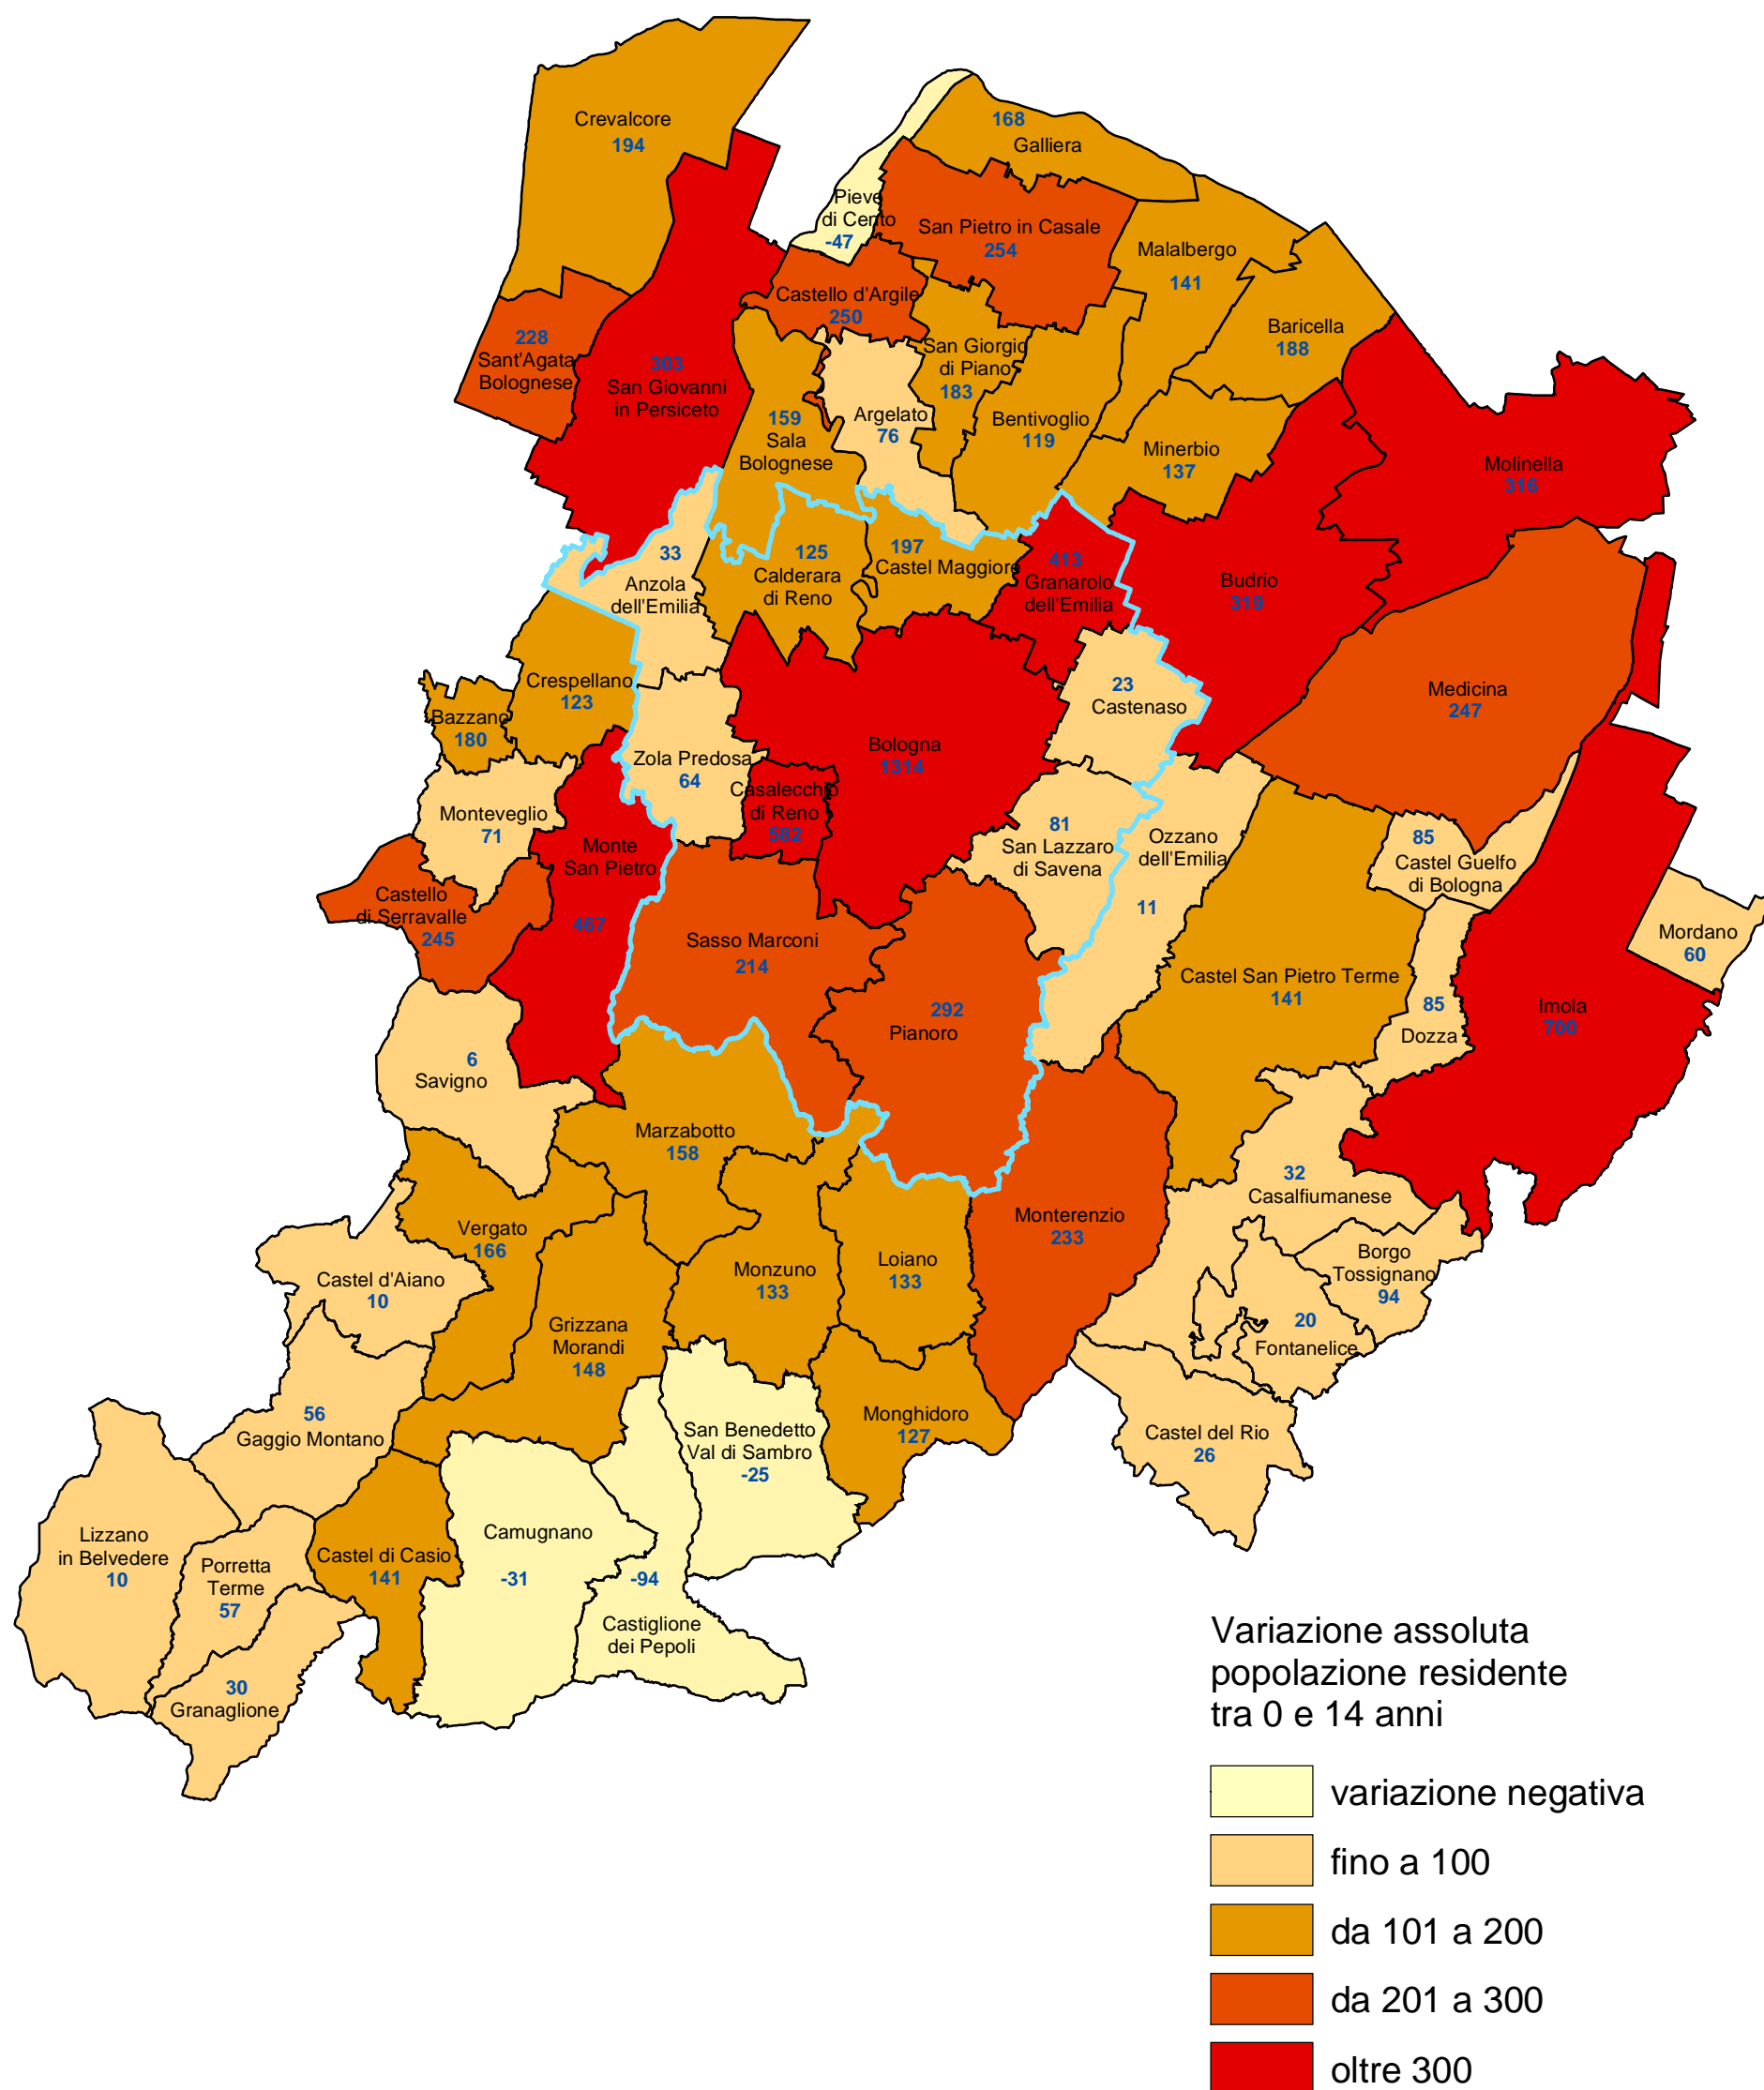 Crevalcore
194
168
Galliera
Pieve
di Cento
-47
San Pietro in Casale
254
Malalbergo
141
Castello d'Argile
250
Baricella
188
228
Sant'Agata
Bolognese
303
San Giovanni
in Persiceto
San Giorgio
di Piano
183
159
Sala
Bolognese
Argelato
76
Bentivoglio
119
Minerbio
137
Molinella
316
33
Anzola
dell'Emilia
125
Calderara
di Reno
197
Castel Maggiore
413
Granarolo
dell'Emilia
Budrio
319
Crespellano
123
Bazzano
180
23
Castenaso
Medicina
247
Zola Predosa
64
Bologna
1314
Casalecchio
di Reno
582
Monteveglio
71
Monte
San Pietro
467
81
San Lazzaro
di Savena
Ozzano
dell'Emilia
11
85
Castel Guelfo
di Bologna
Castello
di Serravalle
245
Sasso Marconi
214
Mordano
60
Castel San Pietro Terme
141
292
Pianoro
85
Dozza
Imola
700
6
Savigno
Marzabotto
158
32
Casalfiumanese
Vergato
166
Monterenzio
233
Castel d'Aiano
10
Monzuno
133
Loiano
133
Borgo
Tossignano
94
Grizzana
Morandi
148
20
Fontanelice
56
Gaggio Montano
San Benedetto
Val di Sambro
-25
Monghidoro
127
Castel del Rio
26
Lizzano
in Belvedere
10
Porretta
Terme
57
Castel di Casio
141
Camugnano
-31
-94
Castiglione
dei Pepoli
30
Granaglione
Variazione assoluta
popolazione residente
tra 0 e 14 anni
variazione negativa
fino a 100
da 101 a 200
da 201 a 300
oltre 300